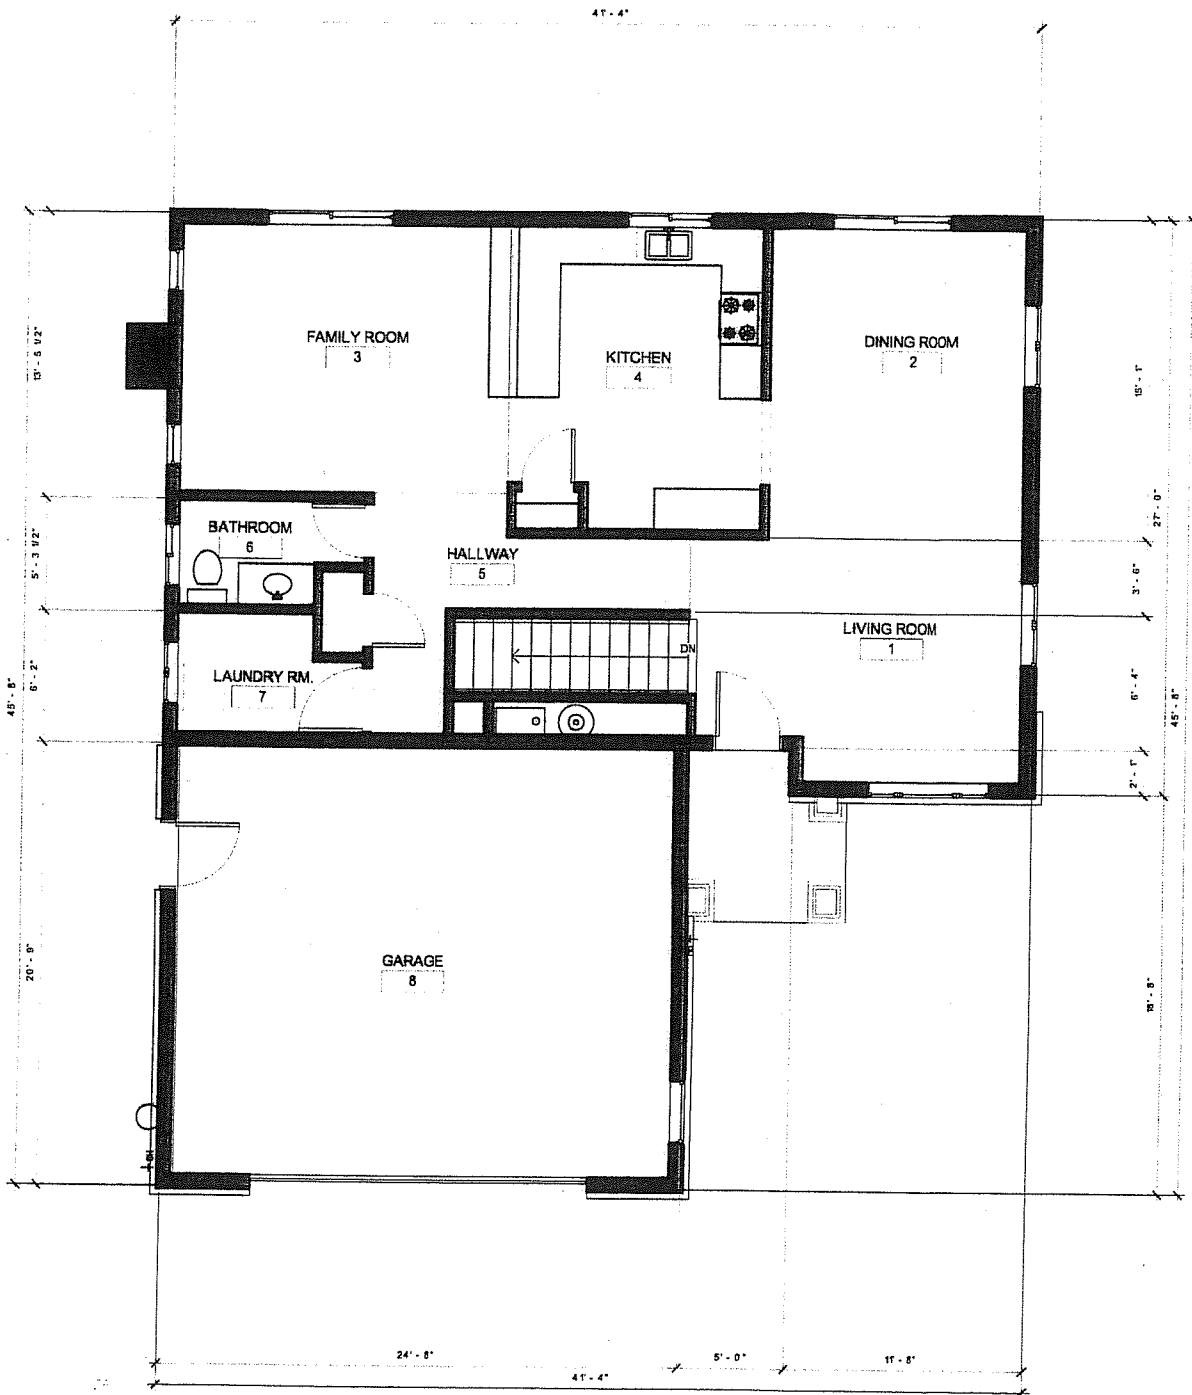 41' - 4"
FAMILY ROOM
3
KITCHEN
4
DINING ROOM
2
13' - 5 1/2"
15' - 1"
BATHROOM
6
HALLWAY
5
5' - 3 1/2"
27' - 0"
3' - 6"
LIVING ROOM
1
DN
LAUNDRY RM.
7
6' - 2"
6' - 4"
45' - 8"
45' - 8"
2' - 1"
GARAGE
8
20' - 9"
18' - 8"
24' - 8"
5' - 0"
11' - 8"
41' - 4"